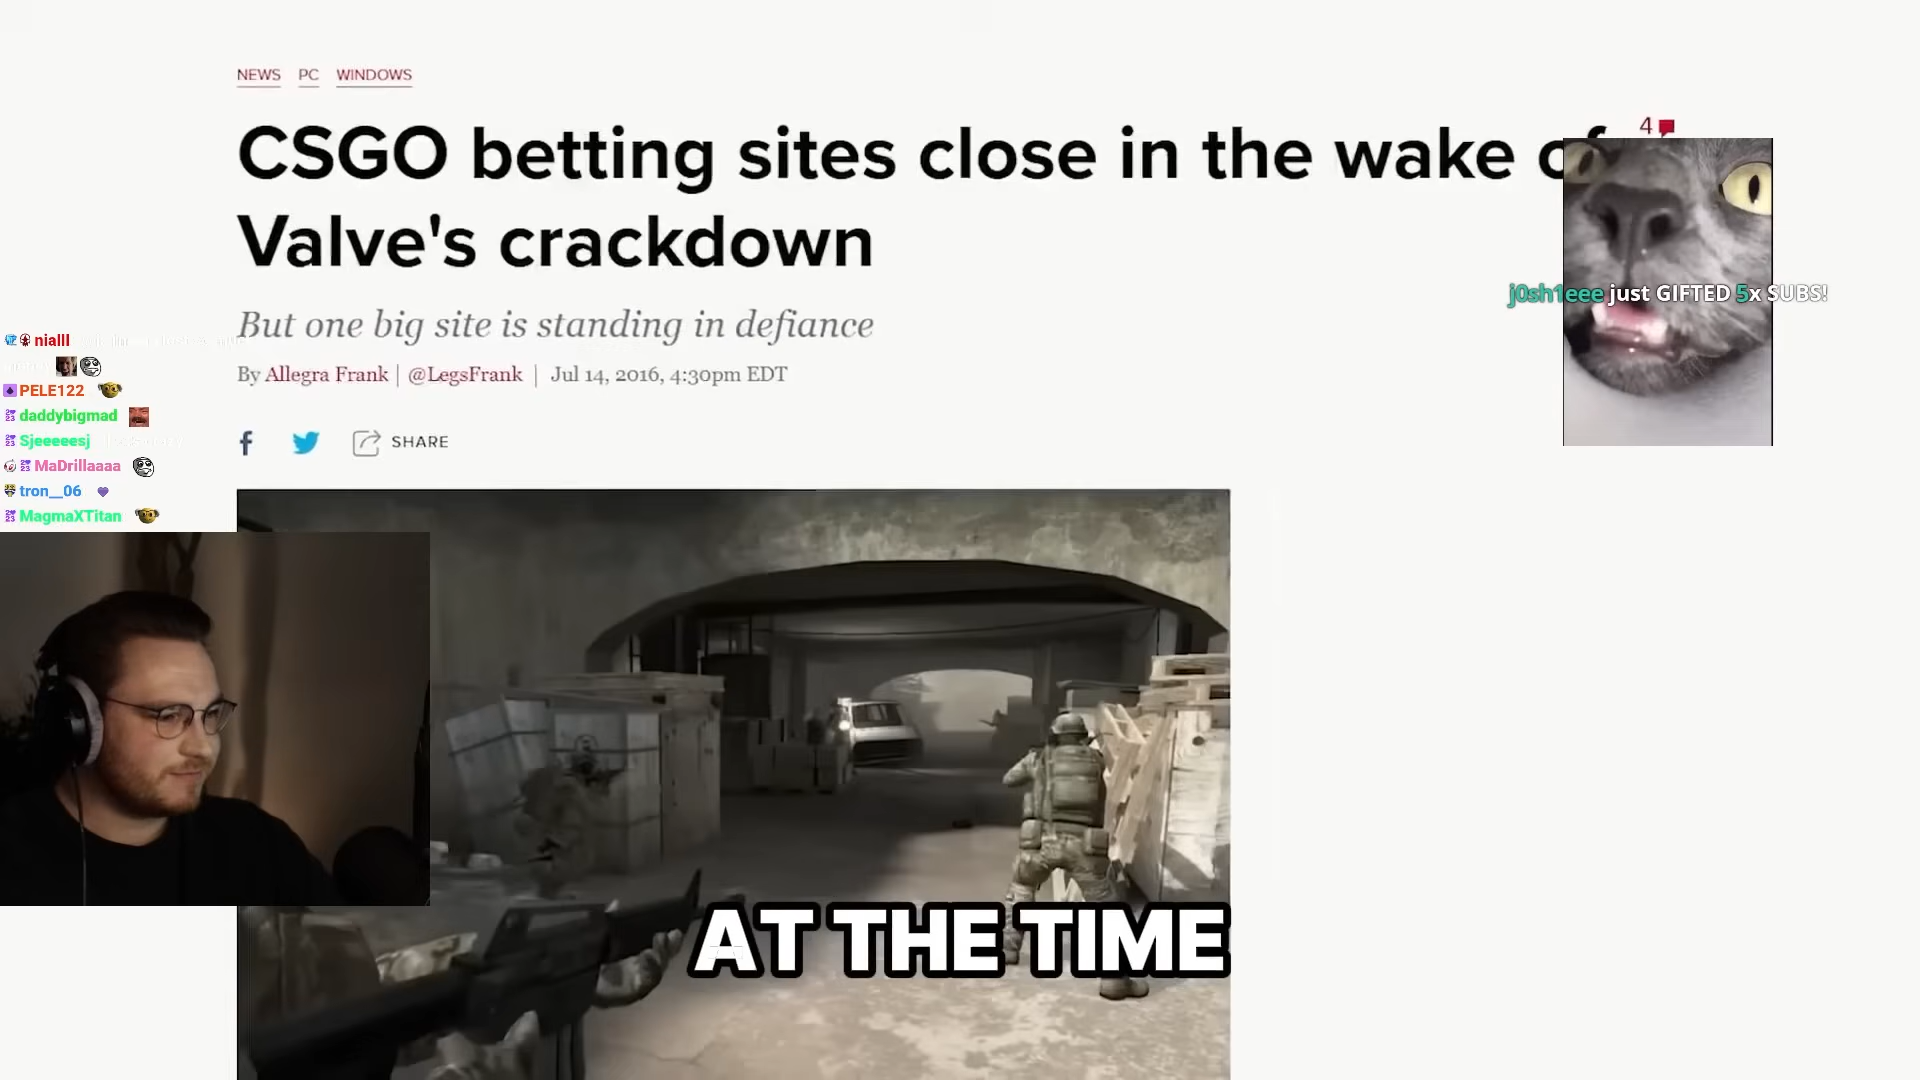 NEWS PC WINDOWS
CSGO betting sites close in the wake of
Valve's crackdown
4
But one big site is standing in defiance
By Allegra Frank | @LegsFrank | Jul 14, 2016, 4:30pm EDT
SHARE
j0sh1eee just GIFTED 5x SUBS!
nialll
PELE122
daddybigmad
Sjeeeeesj
MaDrillaaaa
tron__06
MagmaXTitan
AT THE TIME